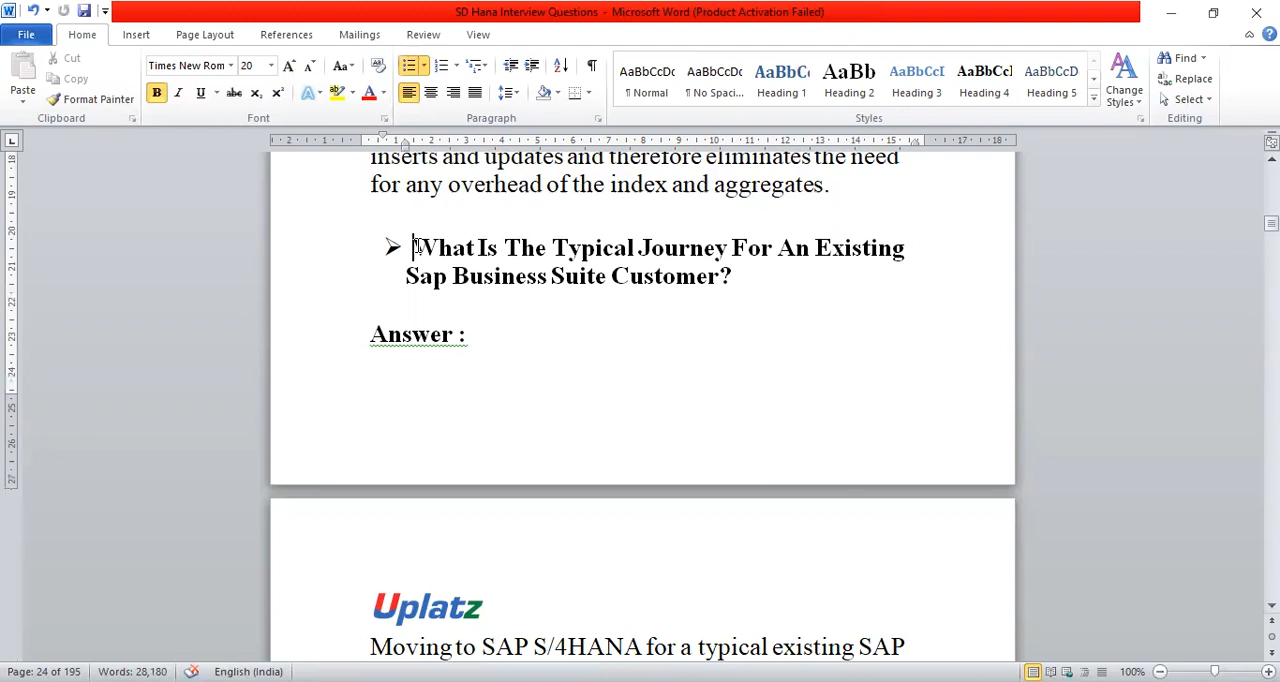 SD Hana Interview Questions - Microsoft Word (Product Activation Failed)
File Home Insert Page Layout References Mailings Review View
Cut
Copy
Format Painter
Paste
Clipboard
Times New Rom 20
Font
Paragraph
AaBbCcDc AaBbCcDc AaBbC AaBb AaBbCcI AaBbCcI AaBbCcD
¶ Normal ¶ No Spaci... Heading 1 Heading 2 Heading 3 Heading 4 Heading 5
Change Styles
Styles
Find
Replace
Select
Editing
inserts and updates and therefore eliminates the need
for any overhead of the index and aggregates.
➢ What Is The Typical Journey For An Existing
Sap Business Suite Customer?
Answer :
Uplatz
Moving to SAP S/4HANA for a typical existing SAP
Page: 24 of 195 Words: 28,180 English (India) 100%